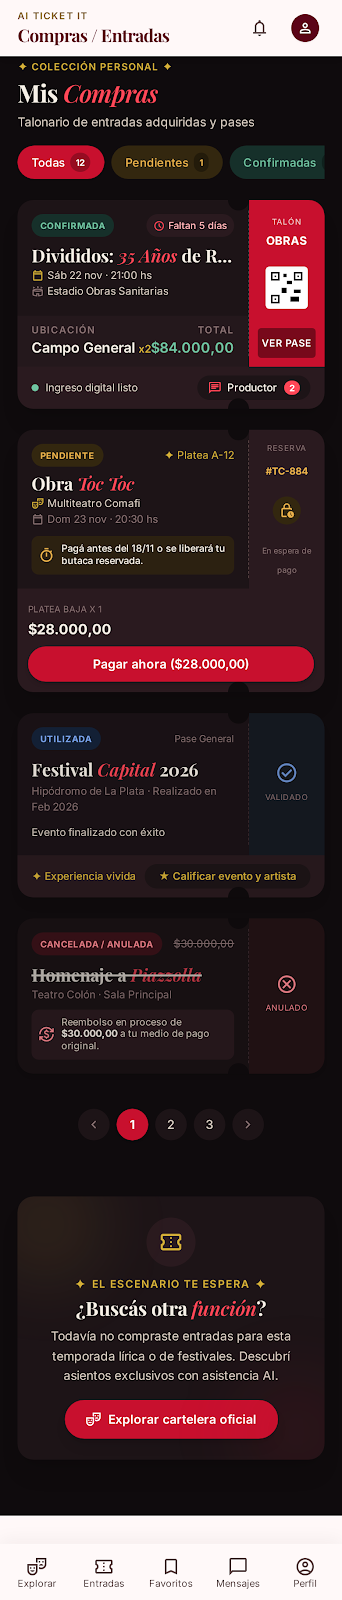 AI TICKET IT
Compras / Entradas
✦ COLECCIÓN PERSONAL ✦
Mis Compras
Talonario de entradas adquiridas y pases
Todas 12
Pendientes 1
Confirmadas
CONFIRMADA
Faltan 5 días
Divididos: 35 Años de R...
Sáb 22 nov · 21:00 hs
Estadio Obras Sanitarias
UBICACIÓN
TOTAL
Campo General x2
$84.000,00
TALÓN
OBRAS
VER PASE
Ingreso digital listo
Productor 2
PENDIENTE
✦ Platea A-12
Obra Toc Toc
Multiteatro Comafi
Dom 23 nov · 20:30 hs
Pagá antes del 18/11 o se liberará tu
butaca reservada.
RESERVA
#TC-884
En espera de
pago
PLATEA BAJA X 1
$28.000,00
Pagar ahora ($28.000,00)
UTILIZADA
Pase General
Festival Capital 2026
Hipódromo de La Plata · Realizado en
Feb 2026
Evento finalizado con éxito
VALIDADO
✦ Experiencia vivida
★ Calificar evento y artista
CANCELADA / ANULADA
$30.000,00
Homenaje a Piazzolla
Teatro Colón · Sala Principal
Reembolso en proceso de
$30.000,00 a tu medio de pago
original.
ANULADO
1 2 3
✦ EL ESCENARIO TE ESPERA ✦
¿Buscás otra función?
Todavía no compraste entradas para esta
temporada lírica o de festivales. Descubrí
asientos exclusivos con asistencia AI.
Explorar cartelera oficial
Explorar
Entradas
Favoritos
Mensajes
Perfil